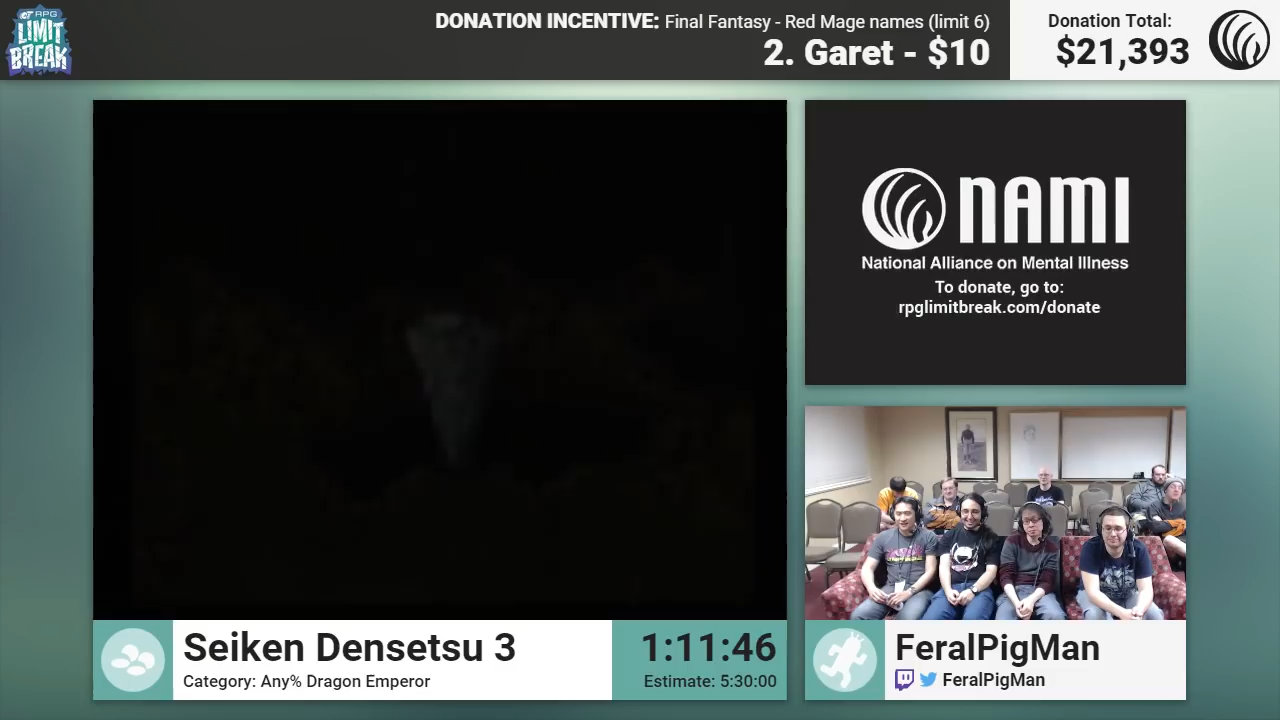 RPG
LIMIT
BREAK
DONATION INCENTIVE: Final Fantasy - Red Mage names (limit 6)
2. Garet - $10
Donation Total:
$21,393
NAMI
National Alliance on Mental Illness
To donate, go to:
rpglimitbreak.com/donate
Seiken Densetsu 3
Category: Any% Dragon Emperor
1:11:46
Estimate: 5:30:00
FeralPigMan
FeralPigMan